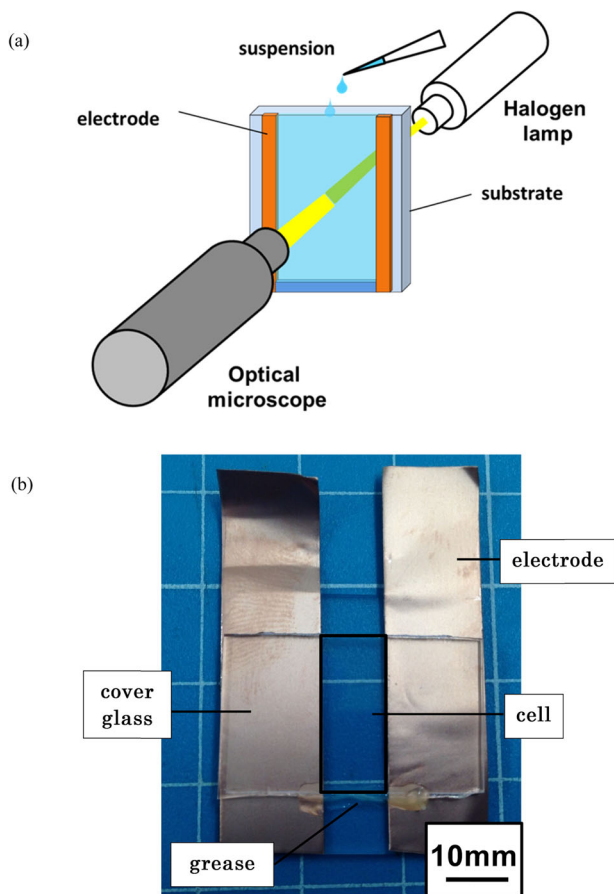 (a)
suspension
electrode
Halogen
lamp
substrate
Optical
microscope
(b)
electrode
cover
glass
cell
grease
10mm